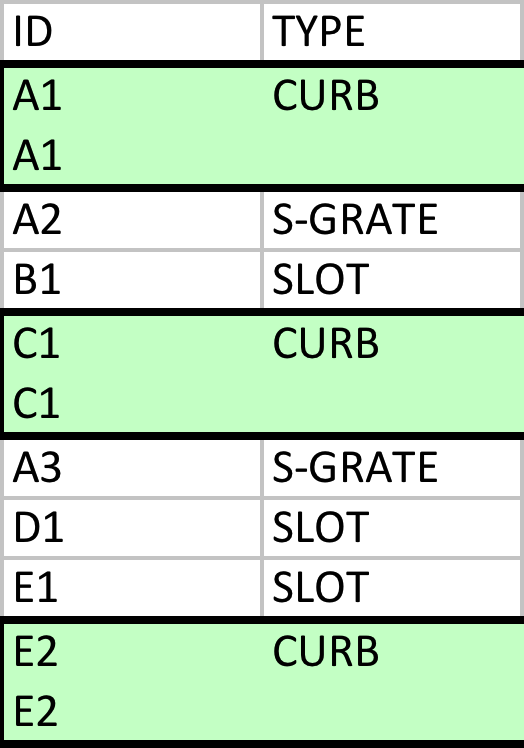 ID TYPE
A1 CURB
A1
A2 S-GRATE
B1 SLOT
C1 CURB
C1
A3 S-GRATE
D1 SLOT
E1 SLOT
E2 CURB
E2